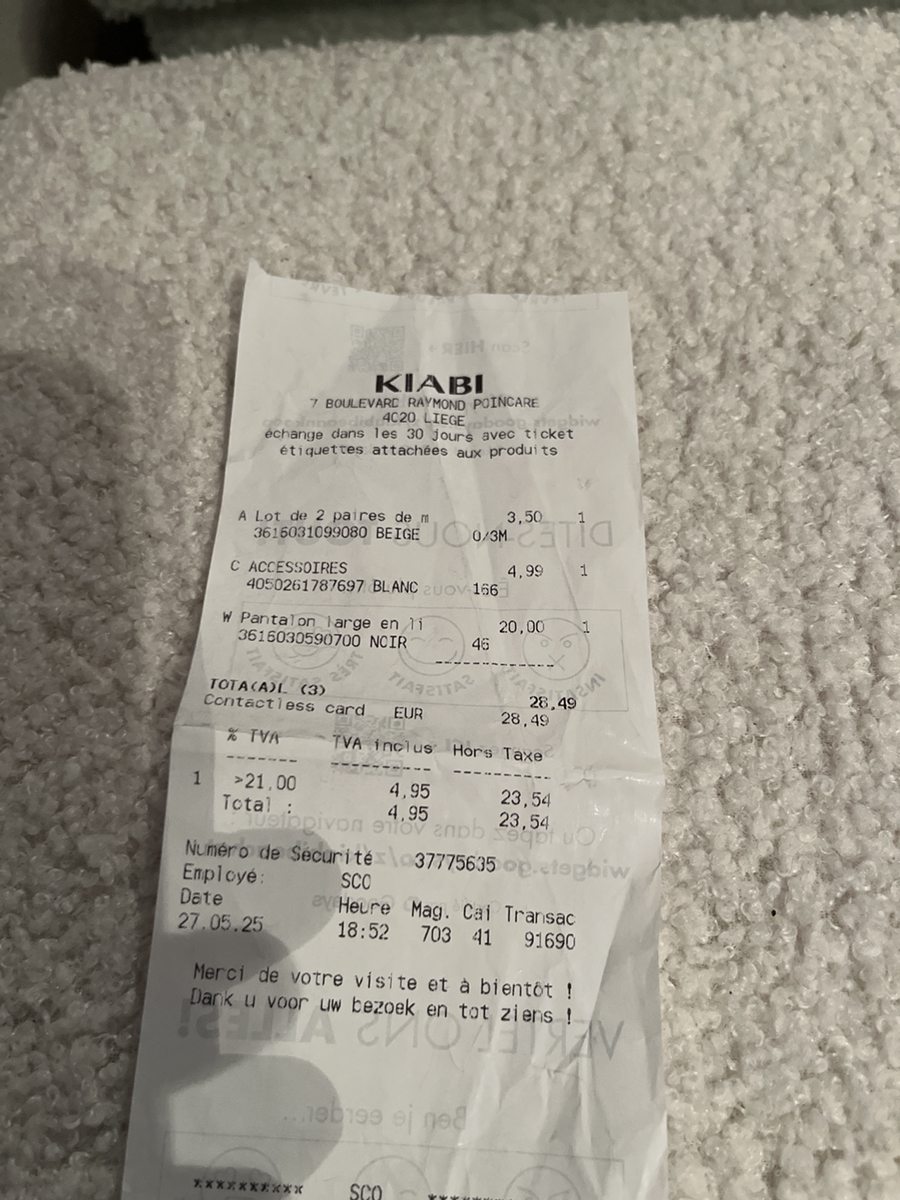 KIABI
7 BOULEVARD RAYMOND POINCARE
4020 LIEGE
échange dans les 30 jours avec ticket
étiquettes attachées aux produits
A Lot de 2 paires de m 3,50 1
3616031099080 BEIGE 0/3M
C ACCESSOIRES 4,99 1
4050261787697 BLANC 166
W Pantalon large en li 20,00 1
3616030590700 NOIR 46
--------------
TOTA(A)L (3) 28,49
Contactless card EUR 28,49
% TVA TVA inclus Hors Taxe
------- ---------- ----------
1 >21,00 4,95 23,54
Total : 4,95 23,54
Numéro de Sécurité 37775635
Employé: SCO
Date Heure Mag. Cai Transac
27.05.25 18:52 703 41 91690
Merci de votre visite et à bientôt !
Dank u voor uw bezoek en tot ziens !
********** SCO